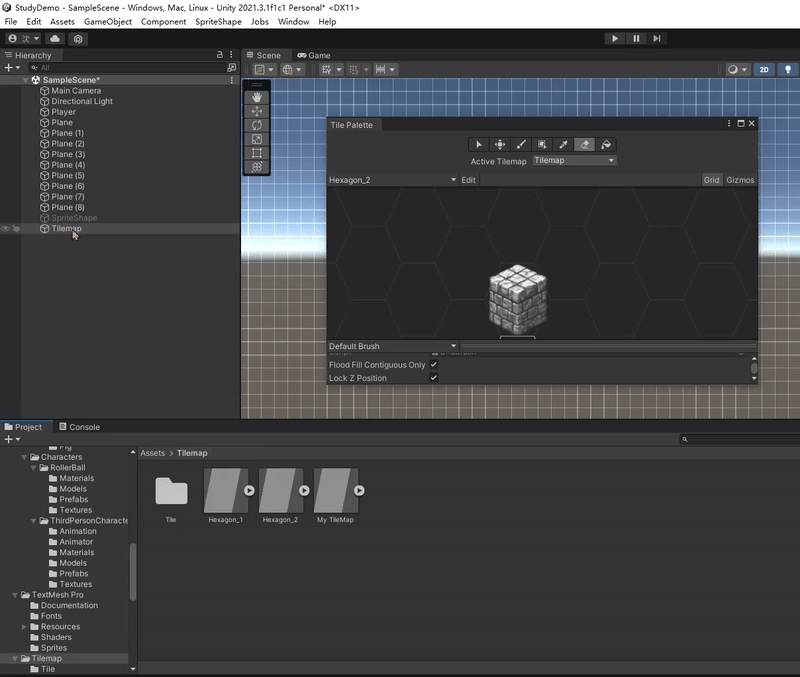 StudyDemo - SampleScene - Windows, Mac, Linux - Unity 2021.3.1f1c1 Personal* <DX11>
File Edit Assets GameObject Component SpriteShape Jobs Window Help
Hierarchy
All
SampleScene*
Main Camera
Directional Light
Player
Plane
Plane (1)
Plane (2)
Plane (3)
Plane (4)
Plane (5)
Plane (6)
Plane (7)
Plane (8)
SpriteShape
Tilemap
Scene Game
2D
Tile Palette
Active Tilemap Tilemap
Hexagon_2 Edit Grid Gizmos
Default Brush
Flood Fill Contiguous Only
Lock Z Position
Project Console
Characters
RollerBall
Materials
Models
Prefabs
Textures
ThirdPersonCharacte
Animation
Animator
Materials
Models
Prefabs
Textures
TextMesh Pro
Documentation
Fonts
Resources
Shaders
Sprites
Tilemap
Tile
Assets > Tilemap
Tile Hexagon_1 Hexagon_2 My TileMap